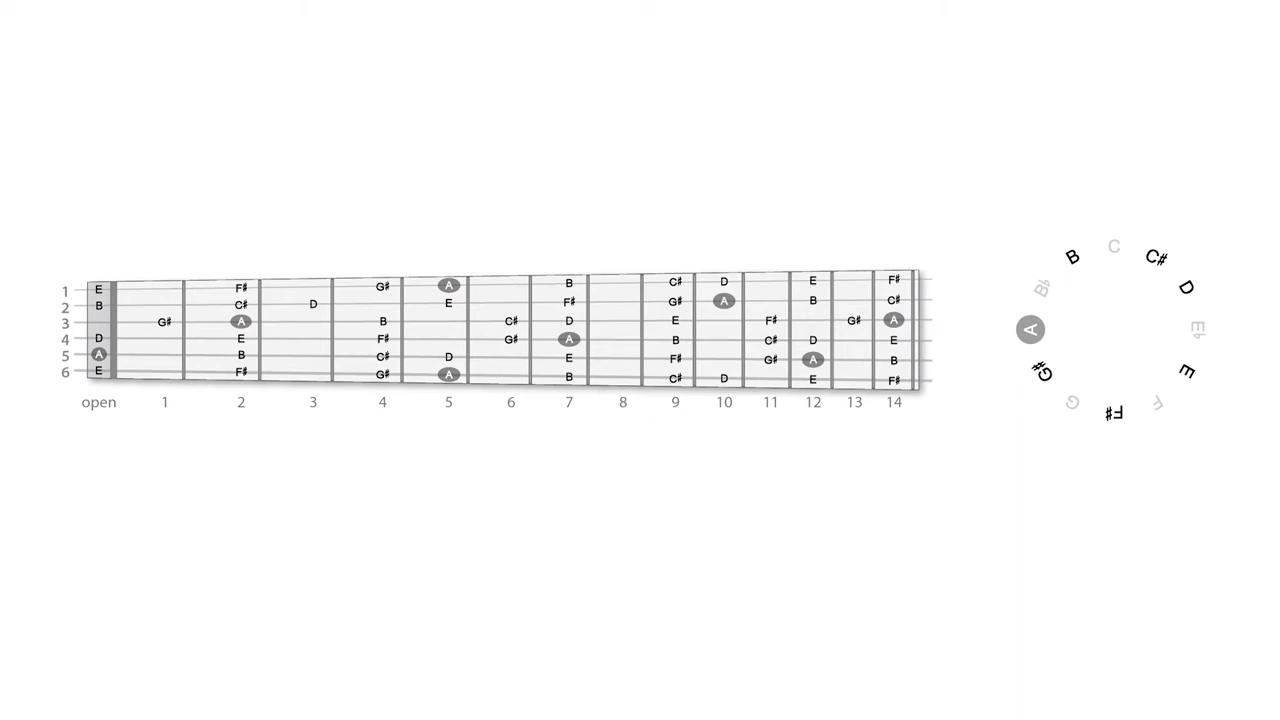 1 E F♯ G♯ A B C♯ D E F♯
2 B C♯ D E F♯ G♯ A B C♯
3 G♯ A B C♯ D E F♯ G♯ A
4 D E F♯ G♯ A B C♯ D E
5 A B C♯ D E F♯ G♯ A B
6 E F♯ G♯ A B C♯ D E F♯
open 1 2 3 4 5 6 7 8 9 10 11 12 13 14
C
C#
D
E♭
E
F
F#
G
G#
A
B♭
B